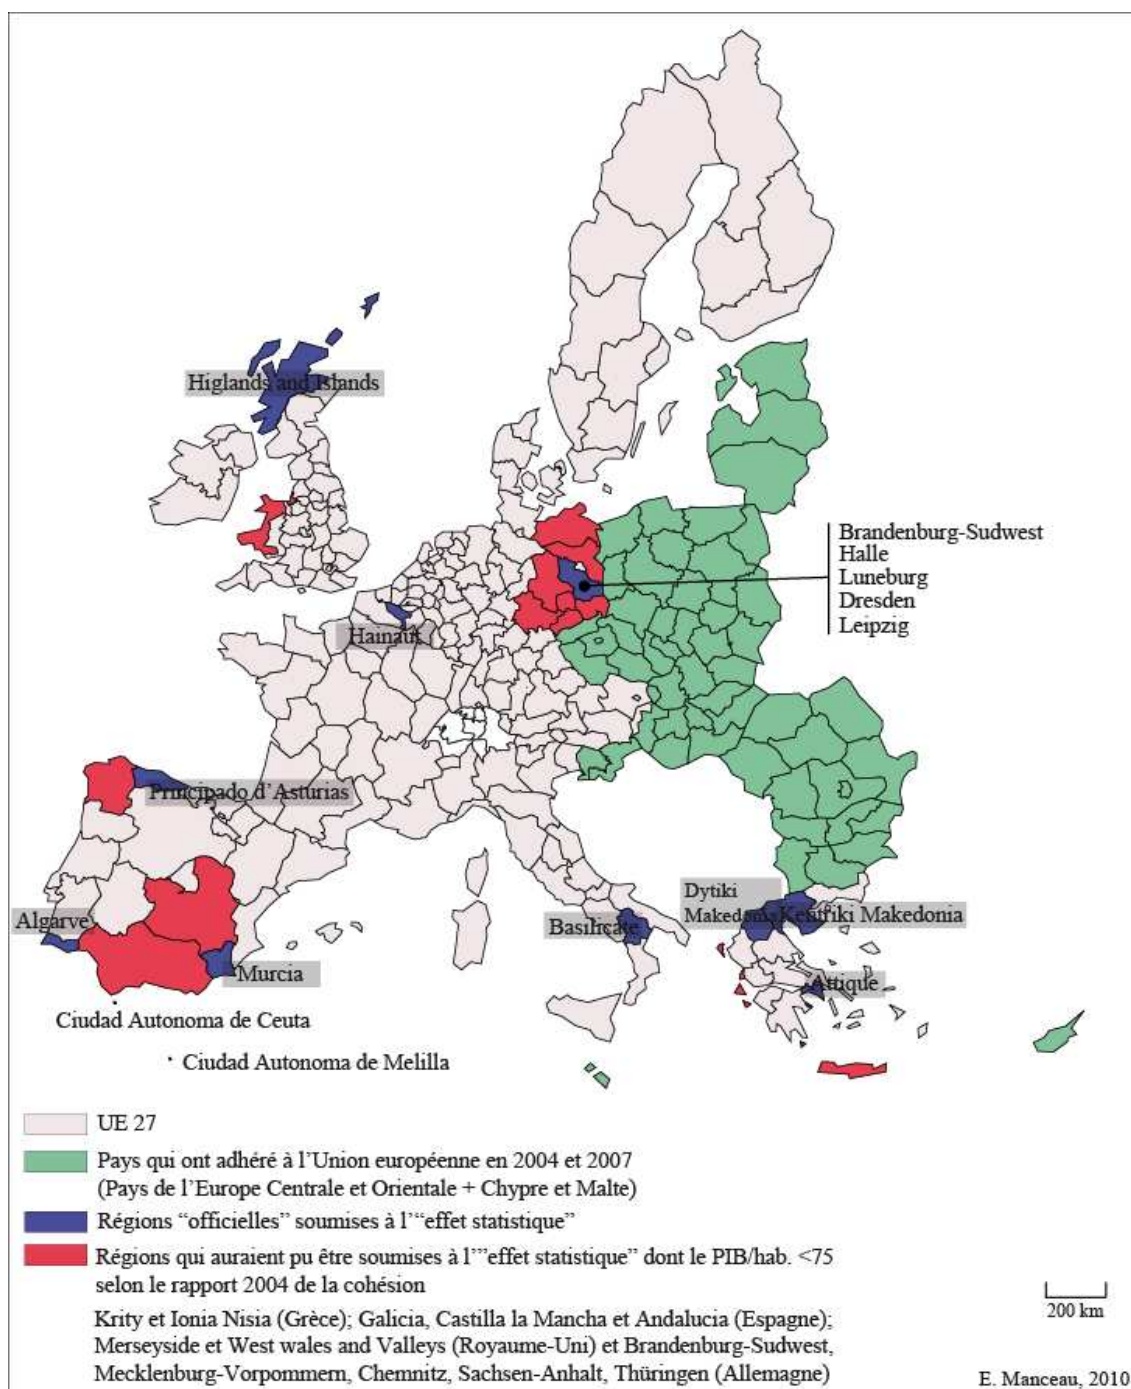 Higlands and Islands
Brandenburg-Sudwest
Halle
Luneburg
Dresden
Leipzig
Hainaut
Principado d’Asturias
Dytiki
Makedonia
Kentriki Makedonia
Algarve
Basilicate
Murcia
Attique
Ciudad Autonoma de Ceuta
Ciudad Autonoma de Melilla
UE 27
Pays qui ont adhéré à l’Union européenne en 2004 et 2007
(Pays de l’Europe Centrale et Orientale + Chypre et Malte)
Régions “officielles” soumises à l’“effet statistique”
Régions qui auraient pu être soumises à l’”effet statistique” dont le PIB/hab. <75
selon le rapport 2004 de la cohésion
200 km
Krity et Ionia Nisia (Grèce); Galicia, Castilla la Mancha et Andalucia (Espagne);
Merseyside et West wales and Valleys (Royaume-Uni) et Brandenburg-Sudwest,
Mecklenburg-Vorpommern, Chemnitz, Sachsen-Anhalt, Thüringen (Allemagne)
E. Manceau, 2010